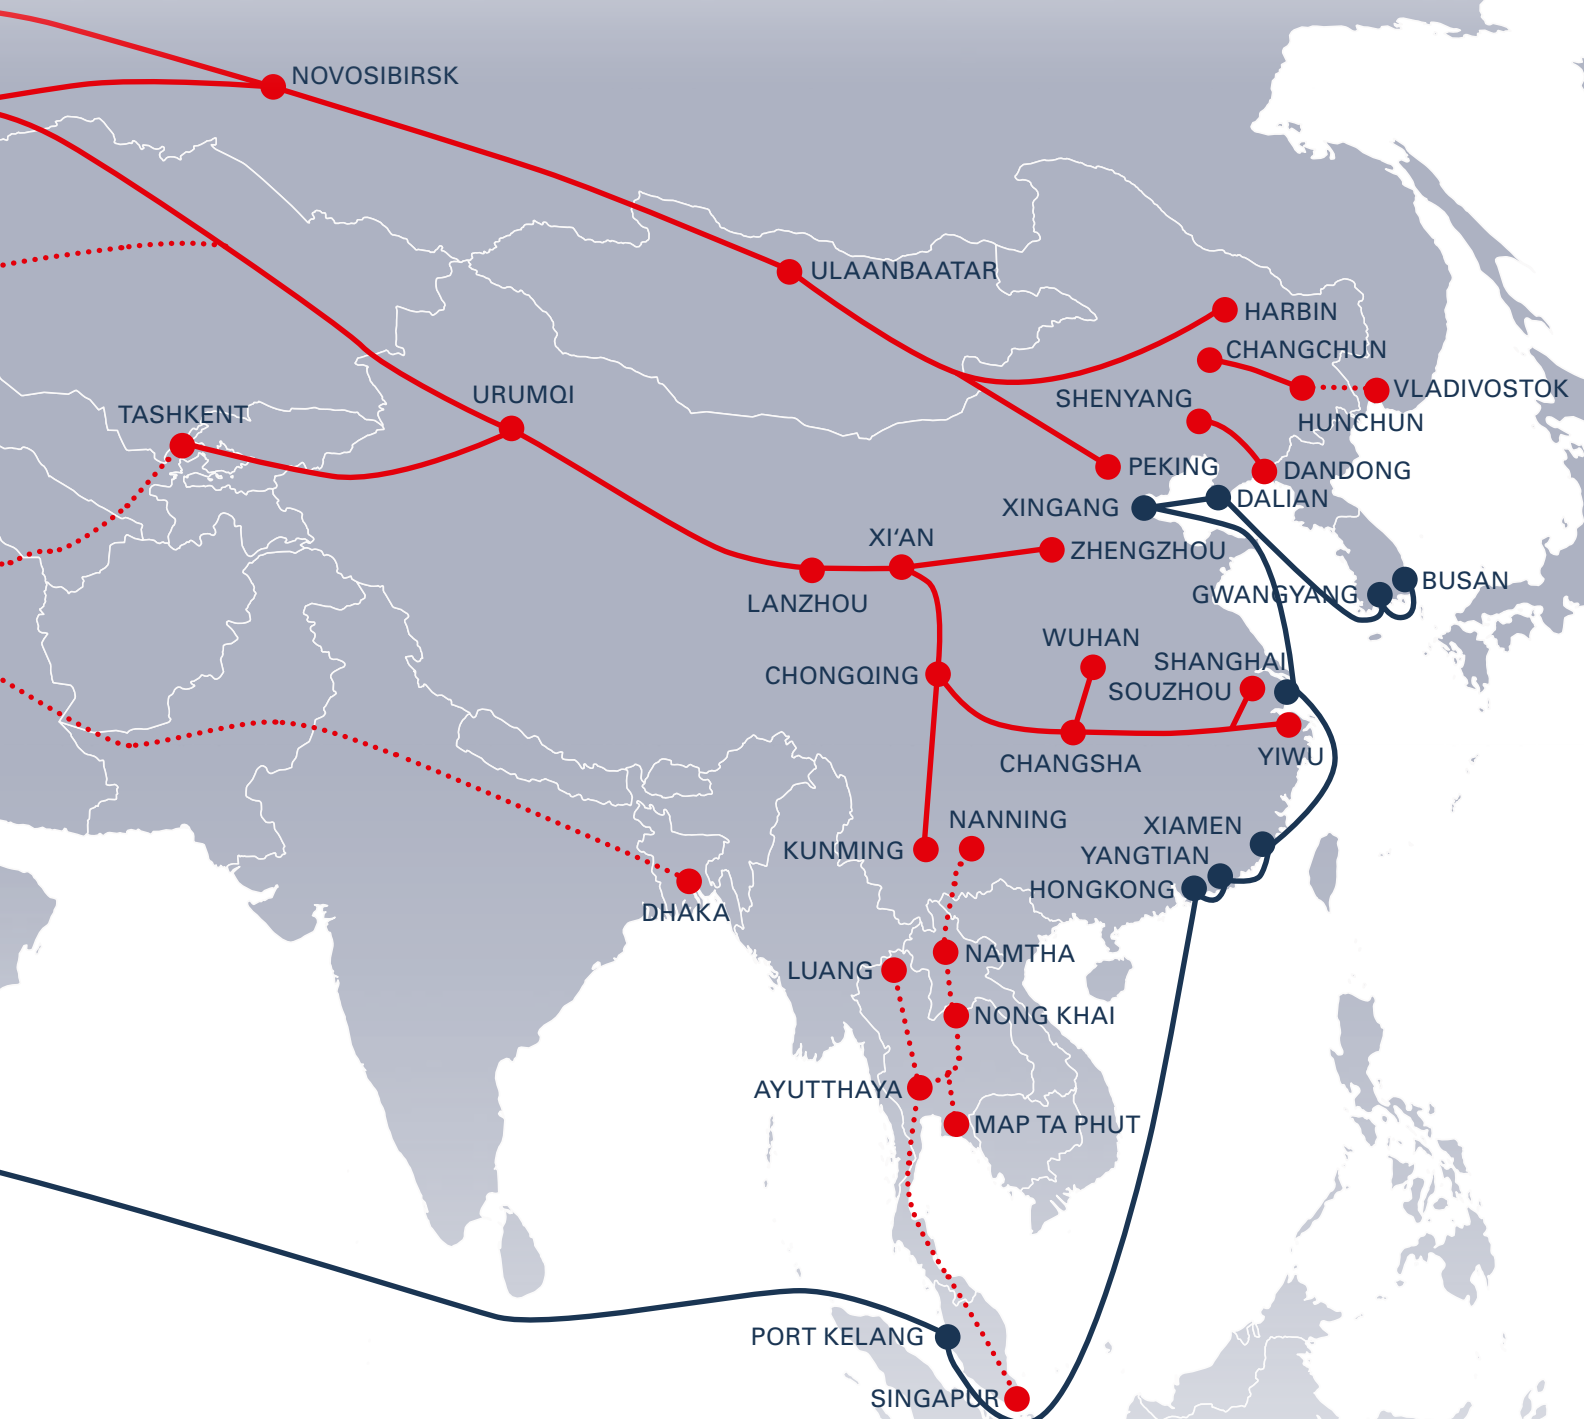 NOVOSIBIRSK
ULAANBAATAR
HARBIN
CHANGCHUN
VLADIVOSTOK
URUMQI
SHENYANG
TASHKENT
HUNCHUN
PEKING
DANDONG
DALIAN
XINGANG
XI'AN
ZHENGZHOU
BUSAN
GWANGYANG
LANZHOU
WUHAN
SHANGHAI
CHONGQING
SOUZHOU
YIWU
CHANGSHA
NANNING
XIAMEN
KUNMING
YANGTIAN
HONGKONG
DHAKA
NAMTHA
LUANG
NONG KHAI
AYUTTHAYA
MAP TA PHUT
PORT KELANG
SINGAPUR